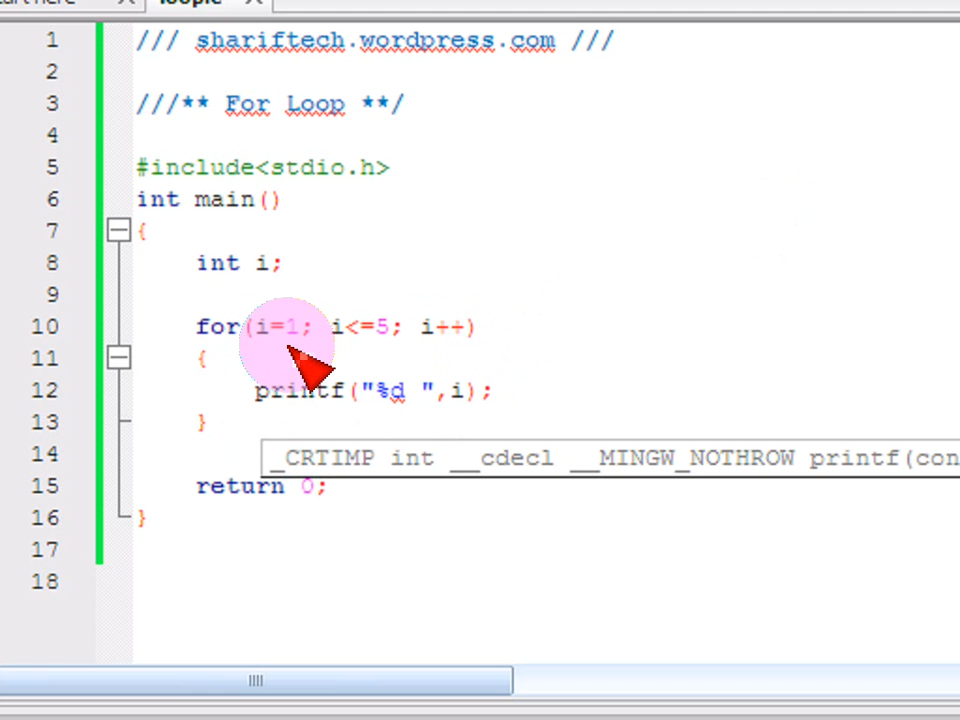 1 /// shariftech.wordpress.com ///
2
3 ///** For Loop **/
4
5 #include<stdio.h>
6 int main()
7 {
8 int i;
9
10 for(i=1; i<=5; i++)
11 {
12 printf("%d ",i);
13 }
14 _CRTIMP int __cdecl __MINGW_NOTHROW printf(con
15 return 0;
16 }
17
18